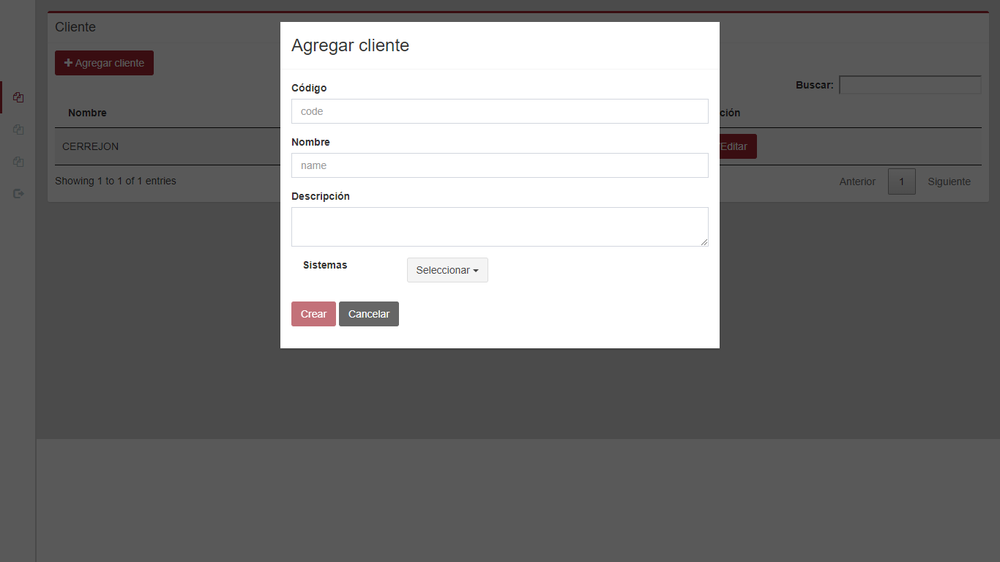 Cliente
Agregar cliente
Buscar:
Nombre
ción
CERREJON
Editar
Showing 1 to 1 of 1 entries
Anterior 1 Siguiente
Agregar cliente
Código
code
Nombre
name
Descripción
Sistemas
Seleccionar
Crear Cancelar